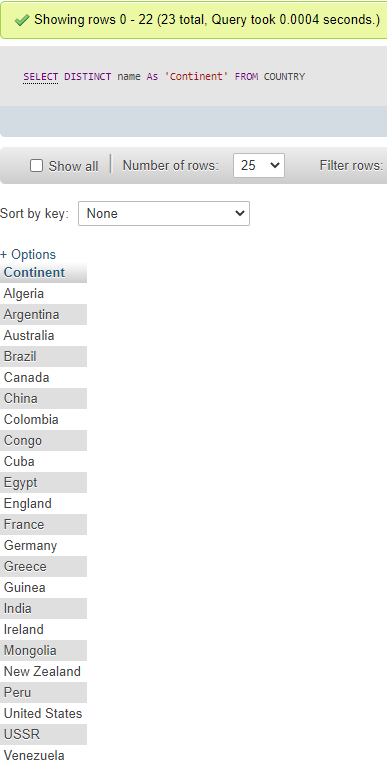 Showing rows 0 - 22 (23 total, Query took 0.0004 seconds.)
SELECT DISTINCT name As 'Continent' FROM COUNTRY
Show all Number of rows: 25 Filter rows:
Sort by key: None
+ Options
Continent
Algeria
Argentina
Australia
Brazil
Canada
China
Colombia
Congo
Cuba
Egypt
England
France
Germany
Greece
Guinea
India
Ireland
Mongolia
New Zealand
Peru
United States
USSR
Venezuela